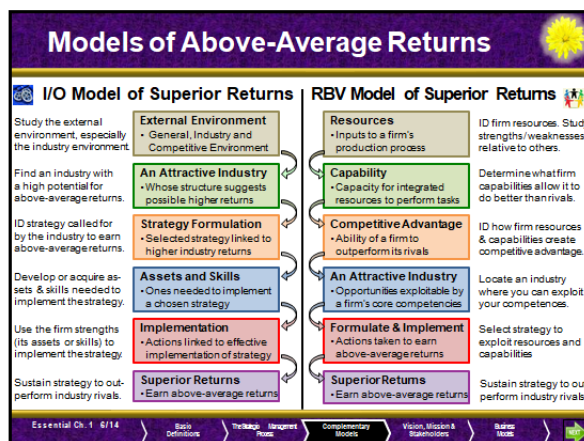 Models of Above-Average Returns
I/O Model of Superior Returns
Study the external
environment, especially
the industry environment.
External Environment
• General, Industry and
Competitive Environment
Find an industry with
a high potential for
above-average returns.
An Attractive Industry
• Whose structure suggests
possible higher returns
ID strategy called for
by the industry to earn
above-average returns.
Strategy Formulation
• Selected strategy linked to
higher industry returns
Develop or acquire as-
sets & skills needed to
implement the strategy.
Assets and Skills
• Ones needed to implement
a chosen strategy
Use the firm strengths
(its assets or skills) to
implement the strategy.
Implementation
• Actions linked to effective
implementation of strategy
Sustain strategy to out-
perform industry rivals.
Superior Returns
• Earn above-average returns
RBV Model of Superior Returns
Resources
• Inputs to a firm's
production process
ID firm resources. Stud
strengths/weaknesses
relative to others.
Capability
• Capacity for integrated
resources to perform tasks
Determine what firm
capabilities allow it to
do better than rivals.
Competitive Advantage
• Ability of a firm to
outperform its rivals
ID how firm resources
& capabilities create
competitive advantage.
An Attractive Industry
• Opportunities exploitable by
a firm's core competencies
Locate an industry
where you can exploit
your competences.
Formulate & Implement
• Actions taken to earn
above-average returns
Select strategy to
exploit resources and
capabilities
Superior Returns
• Earn above-average returns
Sustain strategy to ou
perform industry rivals
Essential Ch. 1 6/14
Basic
Definitions
The Strategic Management
Process
Complementary
Models
Vision, Mission &
Stakeholders
Business
Models
NEXT